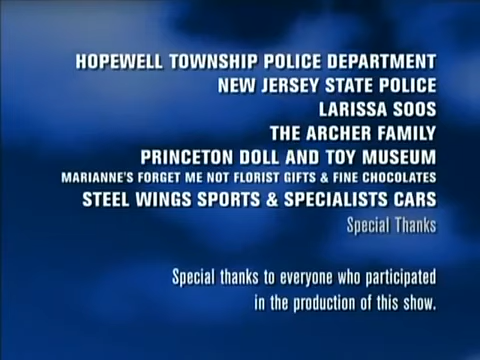 HOPEWELL TOWNSHIP POLICE DEPARTMENT
NEW JERSEY STATE POLICE
LARISSA SOOS
THE ARCHER FAMILY
PRINCETON DOLL AND TOY MUSEUM
MARIANNE'S FORGET ME NOT FLORIST GIFTS & FINE CHOCOLATES
STEEL WINGS SPORTS & SPECIALISTS CARS
Special Thanks
Special thanks to everyone who participated
in the production of this show.